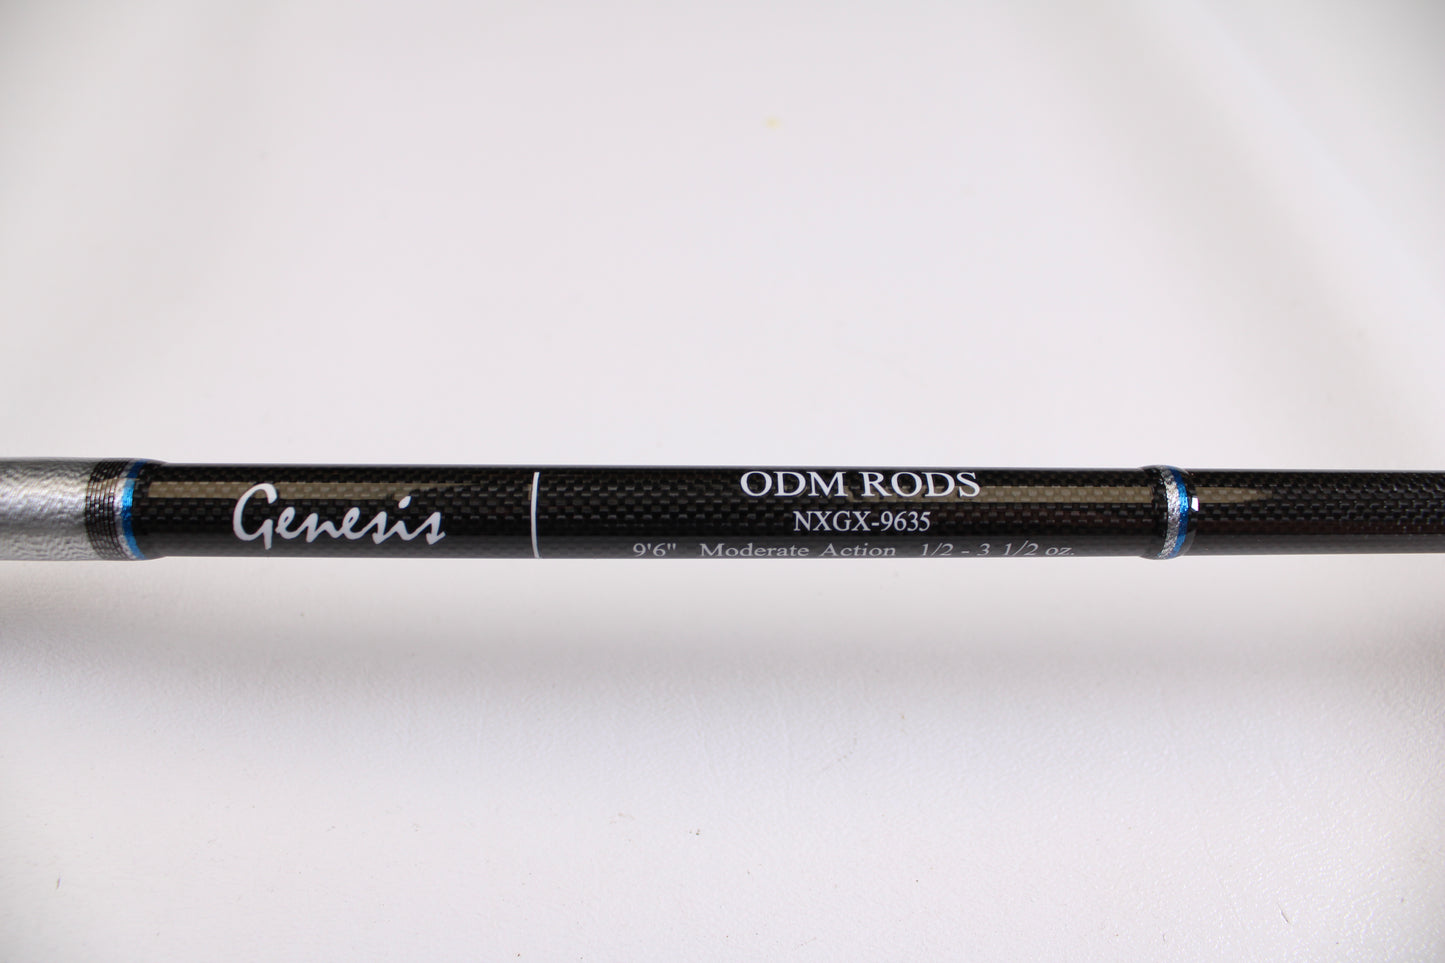 Genesis
ODM RODS
NXGX-9635
9'6" Moderate Action 1/2 - 3 1/2 oz.